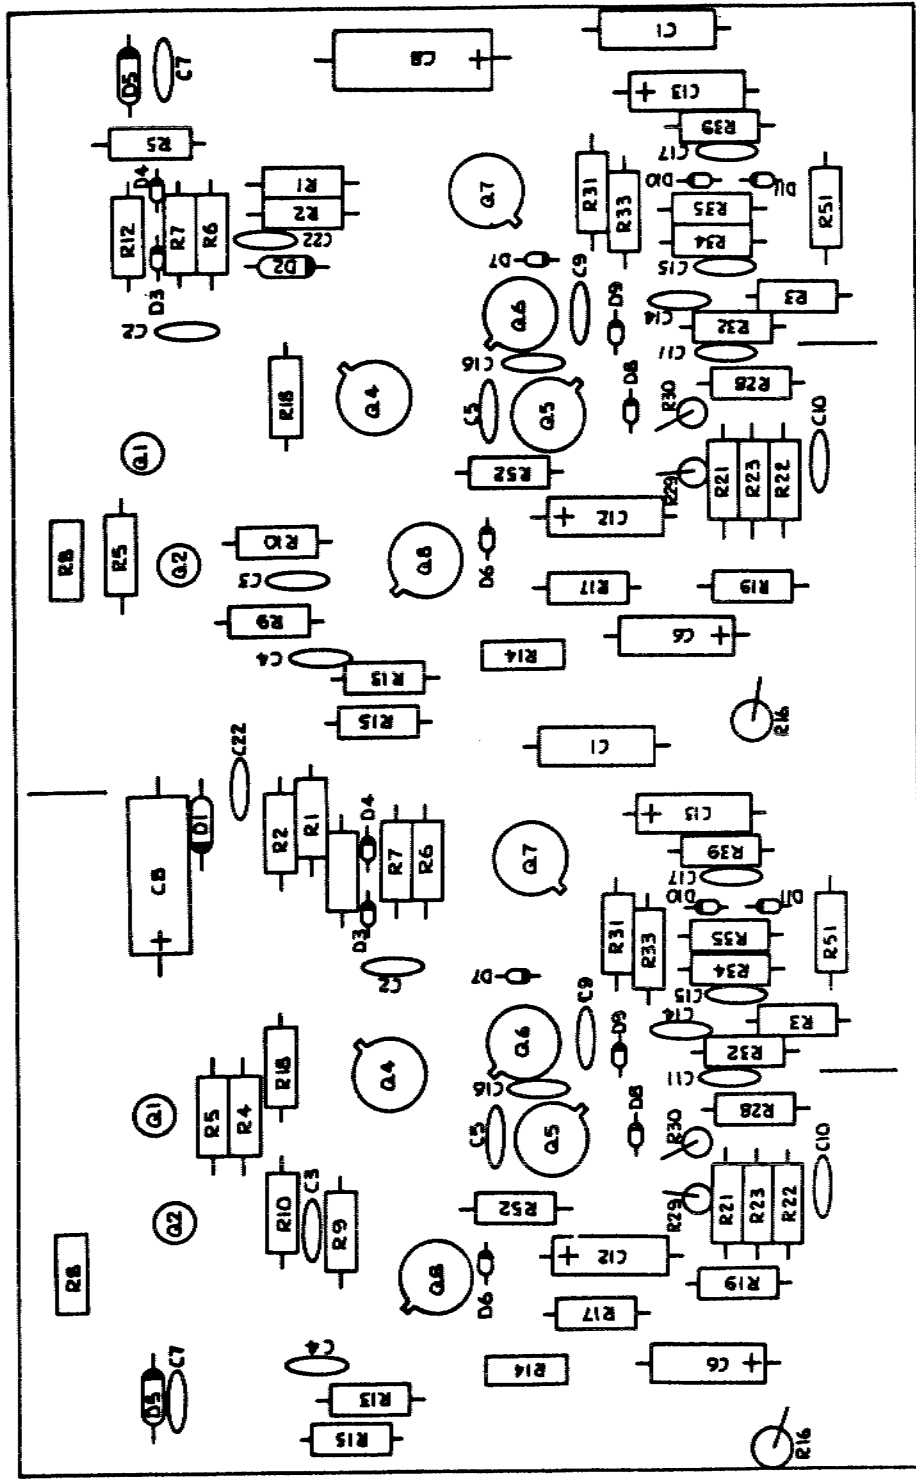 C1
C8
D5
C7
C13
R39
R5
C17
D4
D10
D11
R1
R31
Q7
R51
R2
R33
R35
R12
R7
R6
C22
R34
D2
D7
C15
C9
D3
D9
R3
C14
Q6
C2
R32
C16
C11
D8
R28
R18
Q4
C5
Q5
R30
C10
Q1
R52
R29
R21
R23
R22
C12
R8
R5
Q2
R10
Q8
D6
C3
R17
R19
R9
C6
C4
R14
R15
R15
R16
C22
C1
D1
C8
R2
R1
D4
C13
R7
R6
Q7
R39
C17
D10
D11
D3
R31
R33
R35
R51
C2
D7
R34
C9
C15
C14
R3
D9
Q6
R32
R18
Q4
C16
C11
Q1
R5
R4
C5
Q5
D8
R28
R30
C10
C3
R10
R9
R52
R29
R21
R23
R22
Q2
C12
R8
Q8
D6
R19
R17
C7
C4
D5
R14
C6
R13
R15
R16